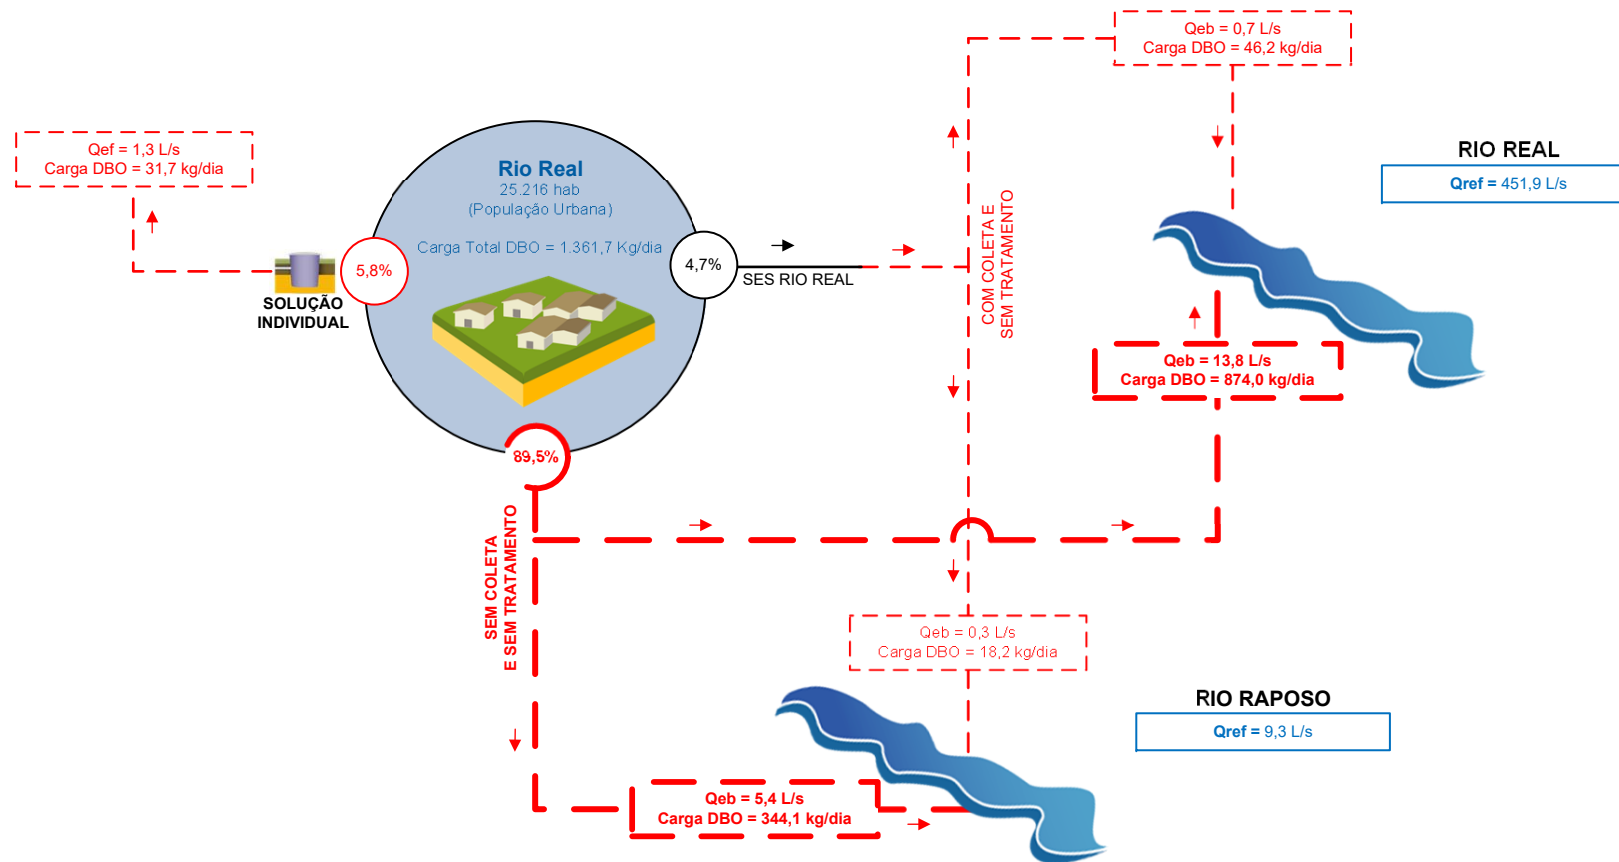 Qeb = 0,7 L/s
Carga DBO = 46,2 kg/dia
Qef = 1,3 L/s
Carga DBO = 31,7 kg/dia
RIO REAL
Qref = 451,9 L/s
Rio Real
25.216 hab
(População Urbana)
Carga Total DBO = 1.361,7 Kg/dia
5,8%
4,7%
SES RIO REAL
SOLUÇÃO
INDIVIDUAL
COM COLETA E
SEM TRATAMENTO
Qeb = 13,8 L/s
Carga DBO = 874,0 kg/dia
89,5%
SEM COLETA
E SEM TRATAMENTO
Qeb = 0,3 L/s
Carga DBO = 18,2 kg/dia
RIO RAPOSO
Qref = 9,3 L/s
Qeb = 5,4 L/s
Carga DBO = 344,1 kg/dia